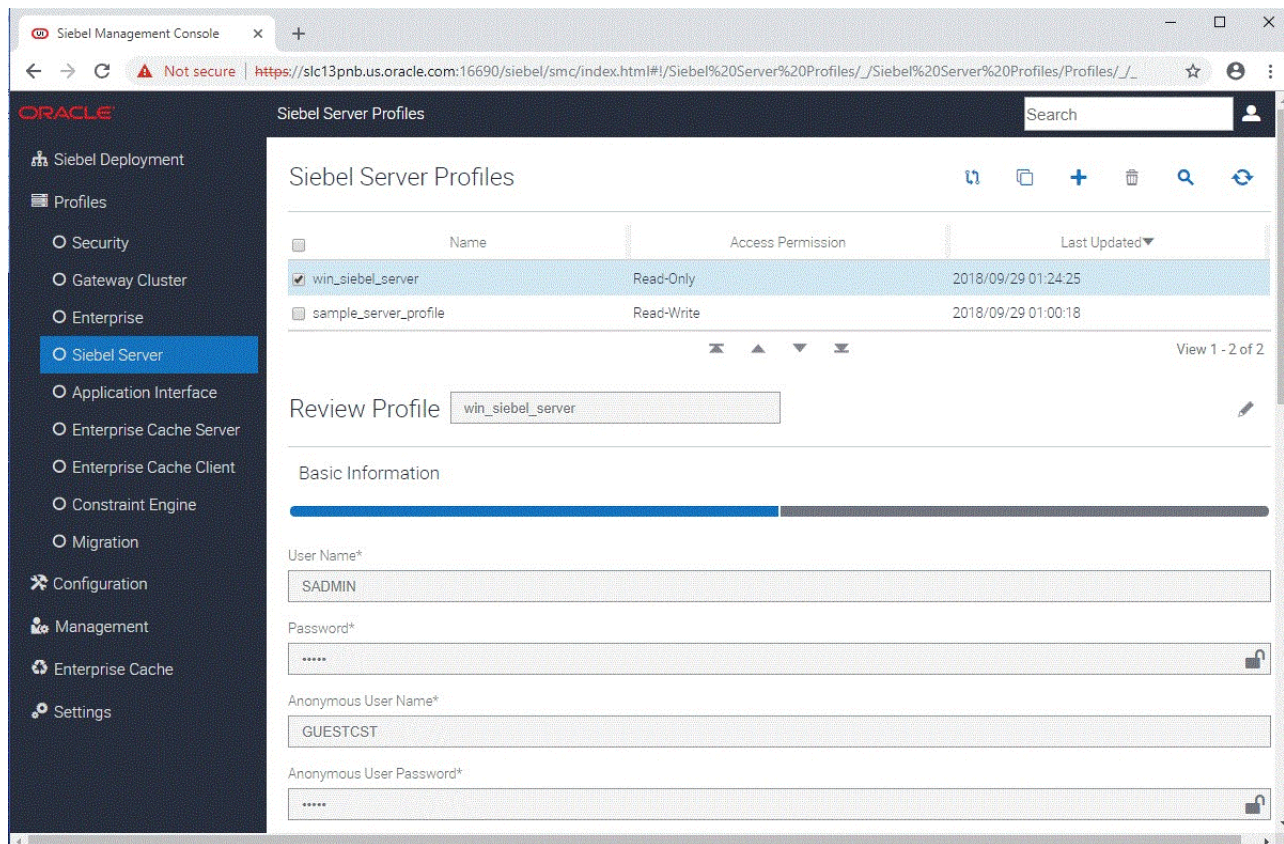 Siebel Management Console
Not secure | https://slc13pnb.us.oracle.com:16690/siebel/smc/index.html#!/Siebel%20Server%20Profiles/_/Siebel%20Server%20Profiles/Profiles/_/_
ORACLE
Siebel Server Profiles
Search
Siebel Deployment
Profiles
Security
Gateway Cluster
Enterprise
Siebel Server
Application Interface
Enterprise Cache Server
Enterprise Cache Client
Constraint Engine
Migration
Configuration
Management
Enterprise Cache
Settings
Siebel Server Profiles
Name Access Permission Last Updated▼
win_siebel_server Read-Only 2018/09/29 01:24:25
sample_server_profile Read-Write 2018/09/29 01:00:18
View 1 - 2 of 2
Review Profile win_siebel_server
Basic Information
User Name*
SADMIN
Password*
•••••
Anonymous User Name*
GUESTCST
Anonymous User Password*
•••••